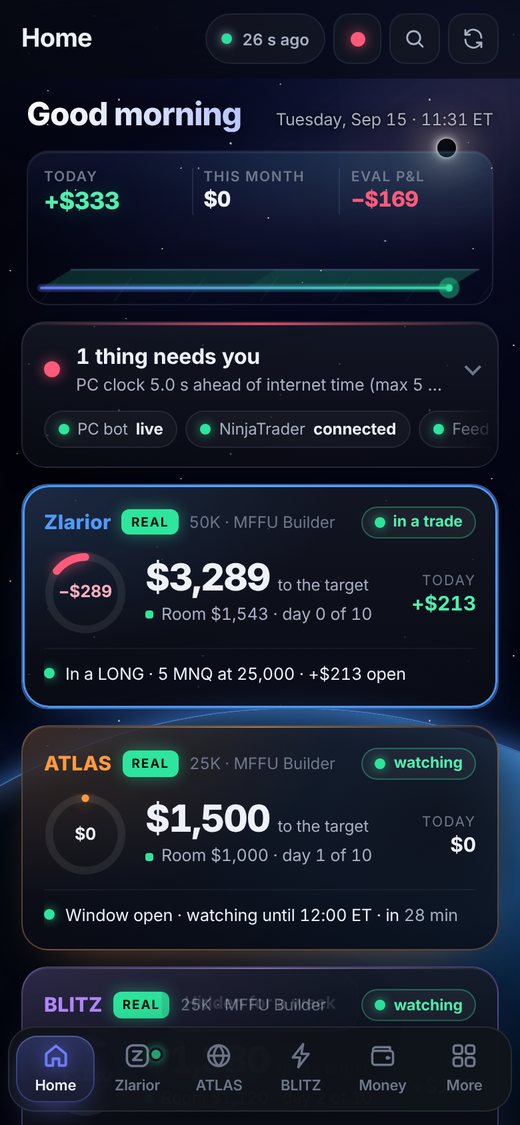 Home
26 s ago
Good morning
Tuesday, Sep 15 · 11:31 ET
TODAY
+$333
THIS MONTH
$0
EVAL P&L
−$169
1 thing needs you
PC clock 5.0 s ahead of internet time (max 5 ...
PC bot live
NinjaTrader connected
Feed
Zlarior REAL 50K · MFFU Builder
in a trade
−$289
$3,289 to the target
Room $1,543 · day 0 of 10
TODAY
+$213
In a LONG · 5 MNQ at 25,000 · +$213 open
ATLAS REAL 25K · MFFU Builder
watching
$0
$1,500 to the target
Room $1,000 · day 1 of 10
TODAY
$0
Window open · watching until 12:00 ET · in 28 min
BLITZ REAL 25K · MFFU Builder
watching
Home
Zlarior
ATLAS
BLITZ
Money
More